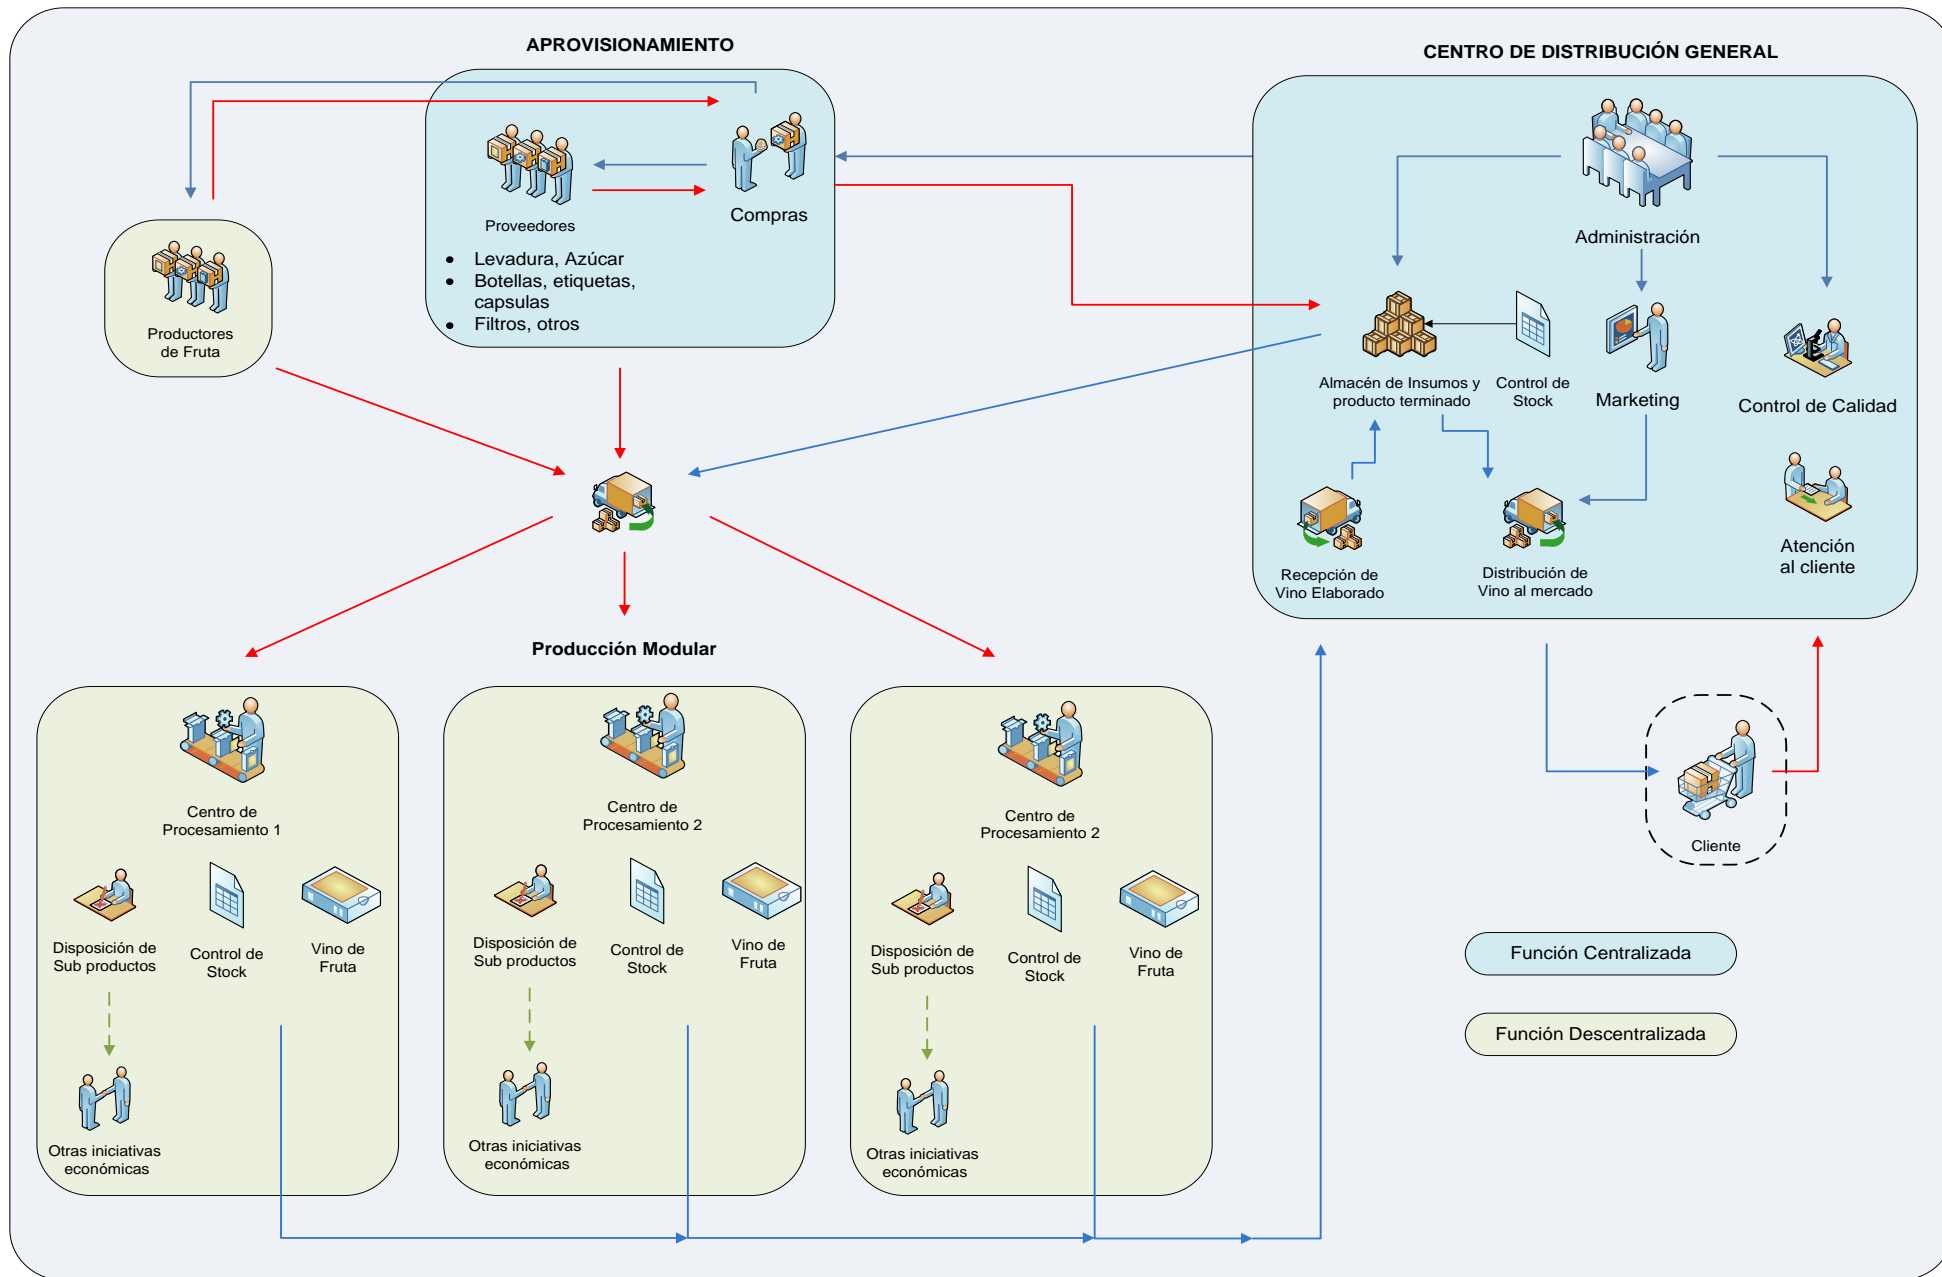 APROVISIONAMIENTO
CENTRO DE DISTRIBUCIÓN GENERAL
Compras
Proveedores
• Levadura, Azúcar
• Botellas, etiquetas,
capsulas
• Filtros, otros
Productores
de Fruta
Administración
Almacén de Insumos y
producto terminado
Control de
Stock
Marketing
Control de Calidad
Recepción de
Vino Elaborado
Distribución de
Vino al mercado
Atención
al cliente
Producción Modular
Centro de
Procesamiento 1
Disposición de
Sub productos
Control de
Stock
Vino de
Fruta
Otras iniciativas
económicas
Centro de
Procesamiento 2
Disposición de
Sub productos
Control de
Stock
Vino de
Fruta
Otras iniciativas
económicas
Centro de
Procesamiento 2
Disposición de
Sub productos
Control de
Stock
Vino de
Fruta
Otras iniciativas
económicas
Cliente
Función Centralizada
Función Descentralizada